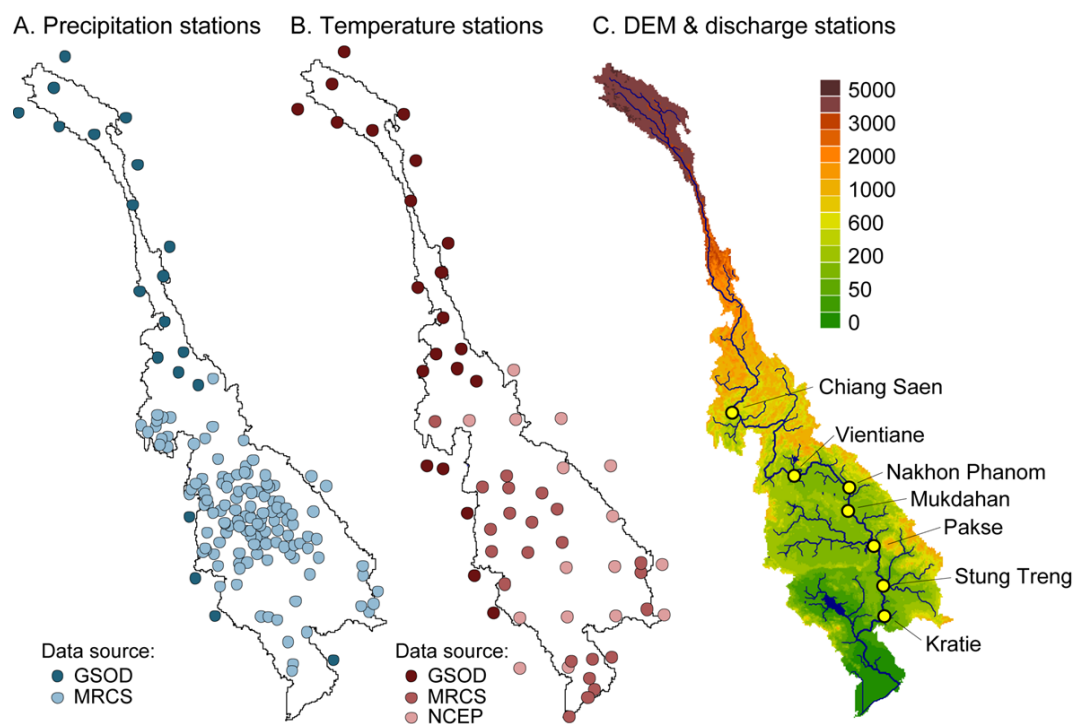 A. Precipitation stations
B. Temperature stations
C. DEM & discharge stations
5000
3000
2000
1000
600
200
50
0
Chiang Saen
Vientiane
Nakhon Phanom
Mukdahan
Pakse
Stung Treng
Kratie
Data source:
GSOD
MRCS
Data source:
GSOD
MRCS
NCEP